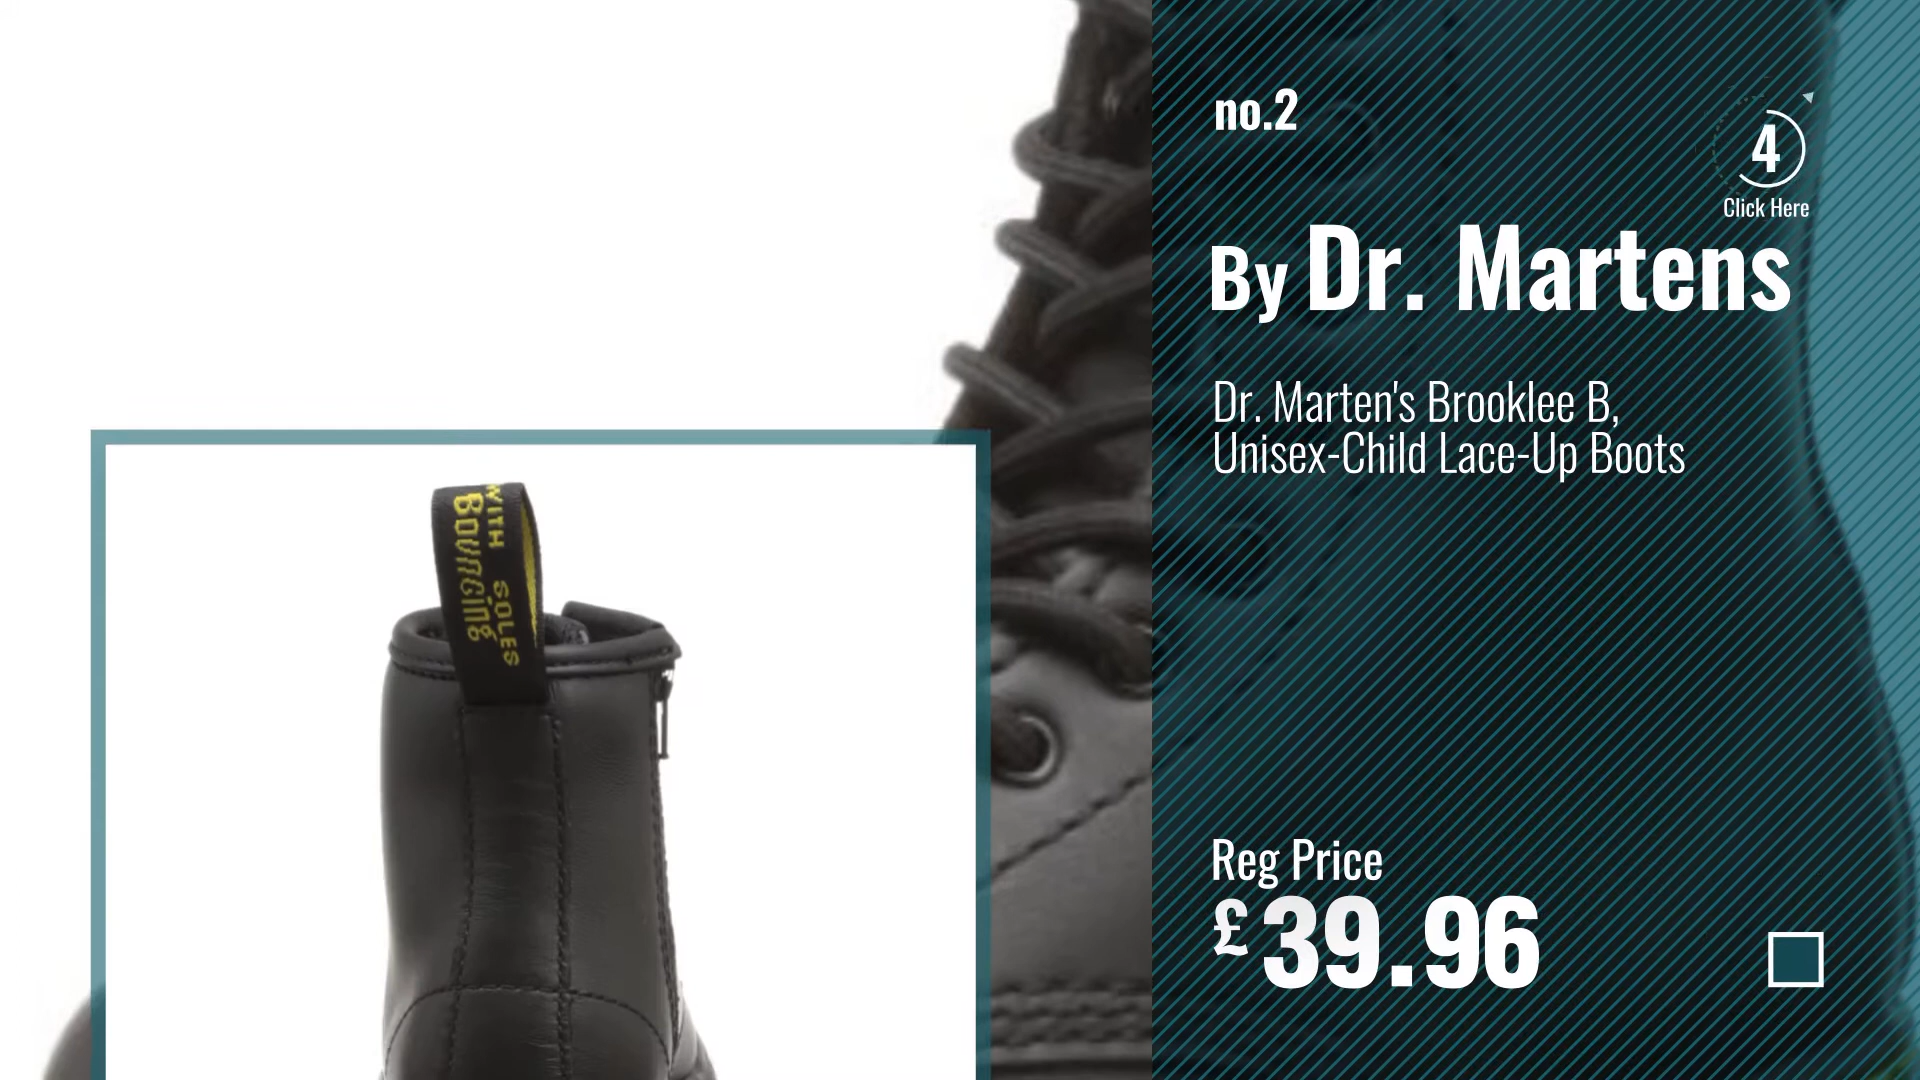 no.2
4
Click Here
By Dr. Martens
Dr. Marten's Brooklee B,
Unisex-Child Lace-Up Boots
WITH SOLES
Bouncing
Reg Price
£39.96